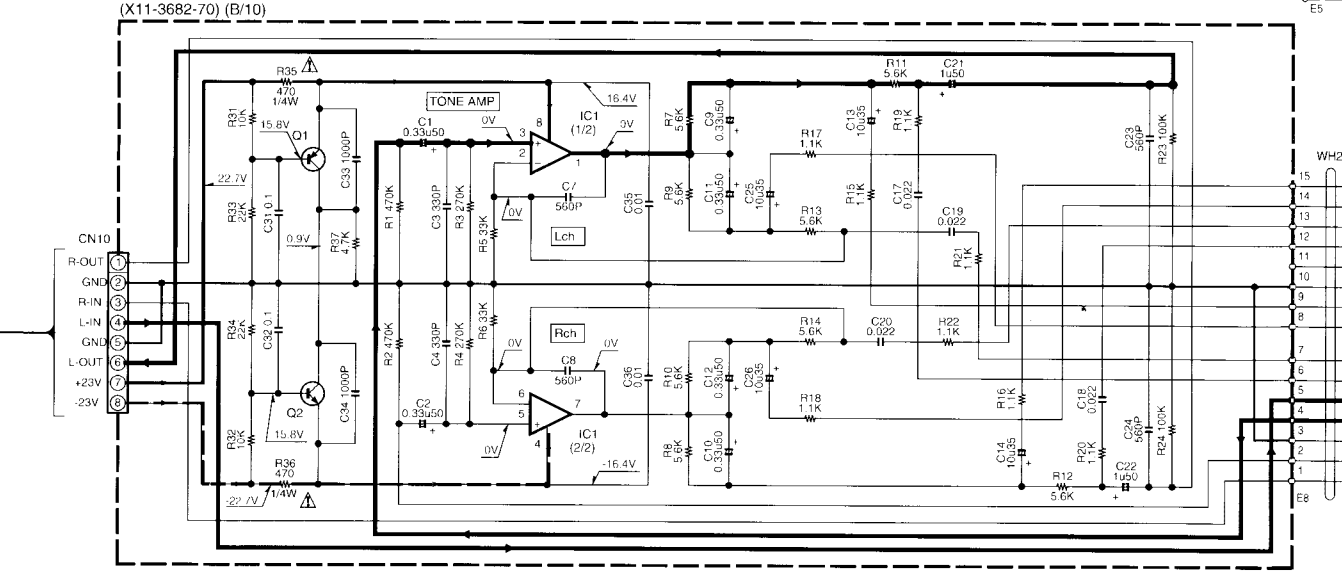 (X11-3682-70) (B/10)
E5
R35
470
1/4W
R31
10K
15.8V
Q1
C33 1000P
22.7V
R33
22K
C31 0.1
0.9V
R37
4.7K
TONE AMP
C1
0.33u50
0V
8
3
2
1
IC1
(1/2)
0V
16.4V
R1 470K
C3 330P
R3 270K
R5 33K
0V
C7
560P
C35
0.01
Lch
R7
5.6K
C9
0.33u50
R9
5.6K
C11
0.33u50
C25
10u35
R17
1.1K
R13
5.6K
C13
10u35
R15
1.1K
R11
5.6K
R19
1.1K
C17
0.022
C21
1u50
C19
0.022
R21
1.1K
C23
560P
R23 100K
WH2
15
14
13
12
11
10
9
8
7
6
5
4
3
2
1
E8
CN10
R-OUT 1
GND 2
R-IN 3
L-IN 4
GND 5
L-OUT 6
+23V 7
-23V 8
R34
22K
C32 0.1
Q2
C34 1000P
R32
10K
15.8V
R36
470
1/4W
-22.7V
R2 470K
C4 330P
R4 270K
R6 33K
C2
0.33u50
Rch
0V
C8
560P
0V
6
5
7
4
0V
IC1
(2/2)
-16.4V
C36
0.01
R10
5.6K
C12
0.33u50
C26
10u35
R8
5.6K
C10
0.33u50
R14
5.6K
R18
1.1K
C20
0.022
R22
1.1K
R16
1.1K
C14
10u35
C18
0.022
R20
1.1K
R12
5.6K
C22
1u50
C24
560P
R24 100K